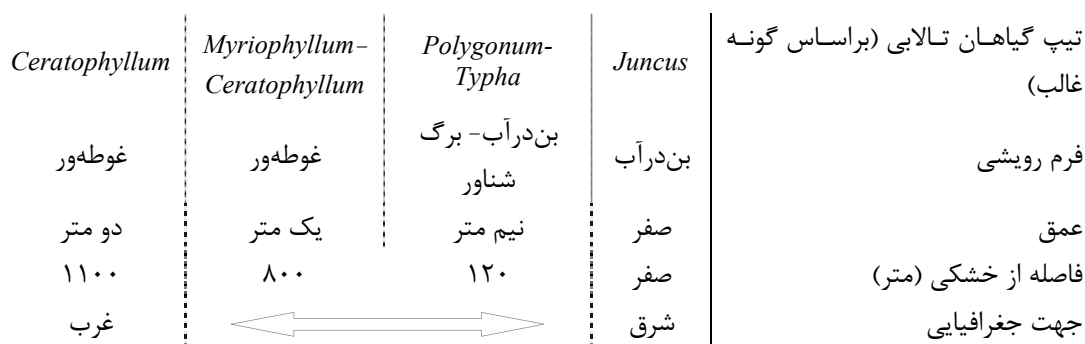 تیپ گیاهان تالابی (براساس گونه غالب) Juncus Polygonum-Typha Myriophyllum-Ceratophyllum Ceratophyllum
فرم رویشی بن‌درآب بن‌درآب- برگ شناور غوطه‌ور غوطه‌ور
عمق صفر نیم متر یک متر دو متر
فاصله از خشکی (متر) صفر ۱۲۰ ۸۰۰ ۱۱۰۰
جهت جغرافیایی شرق غرب